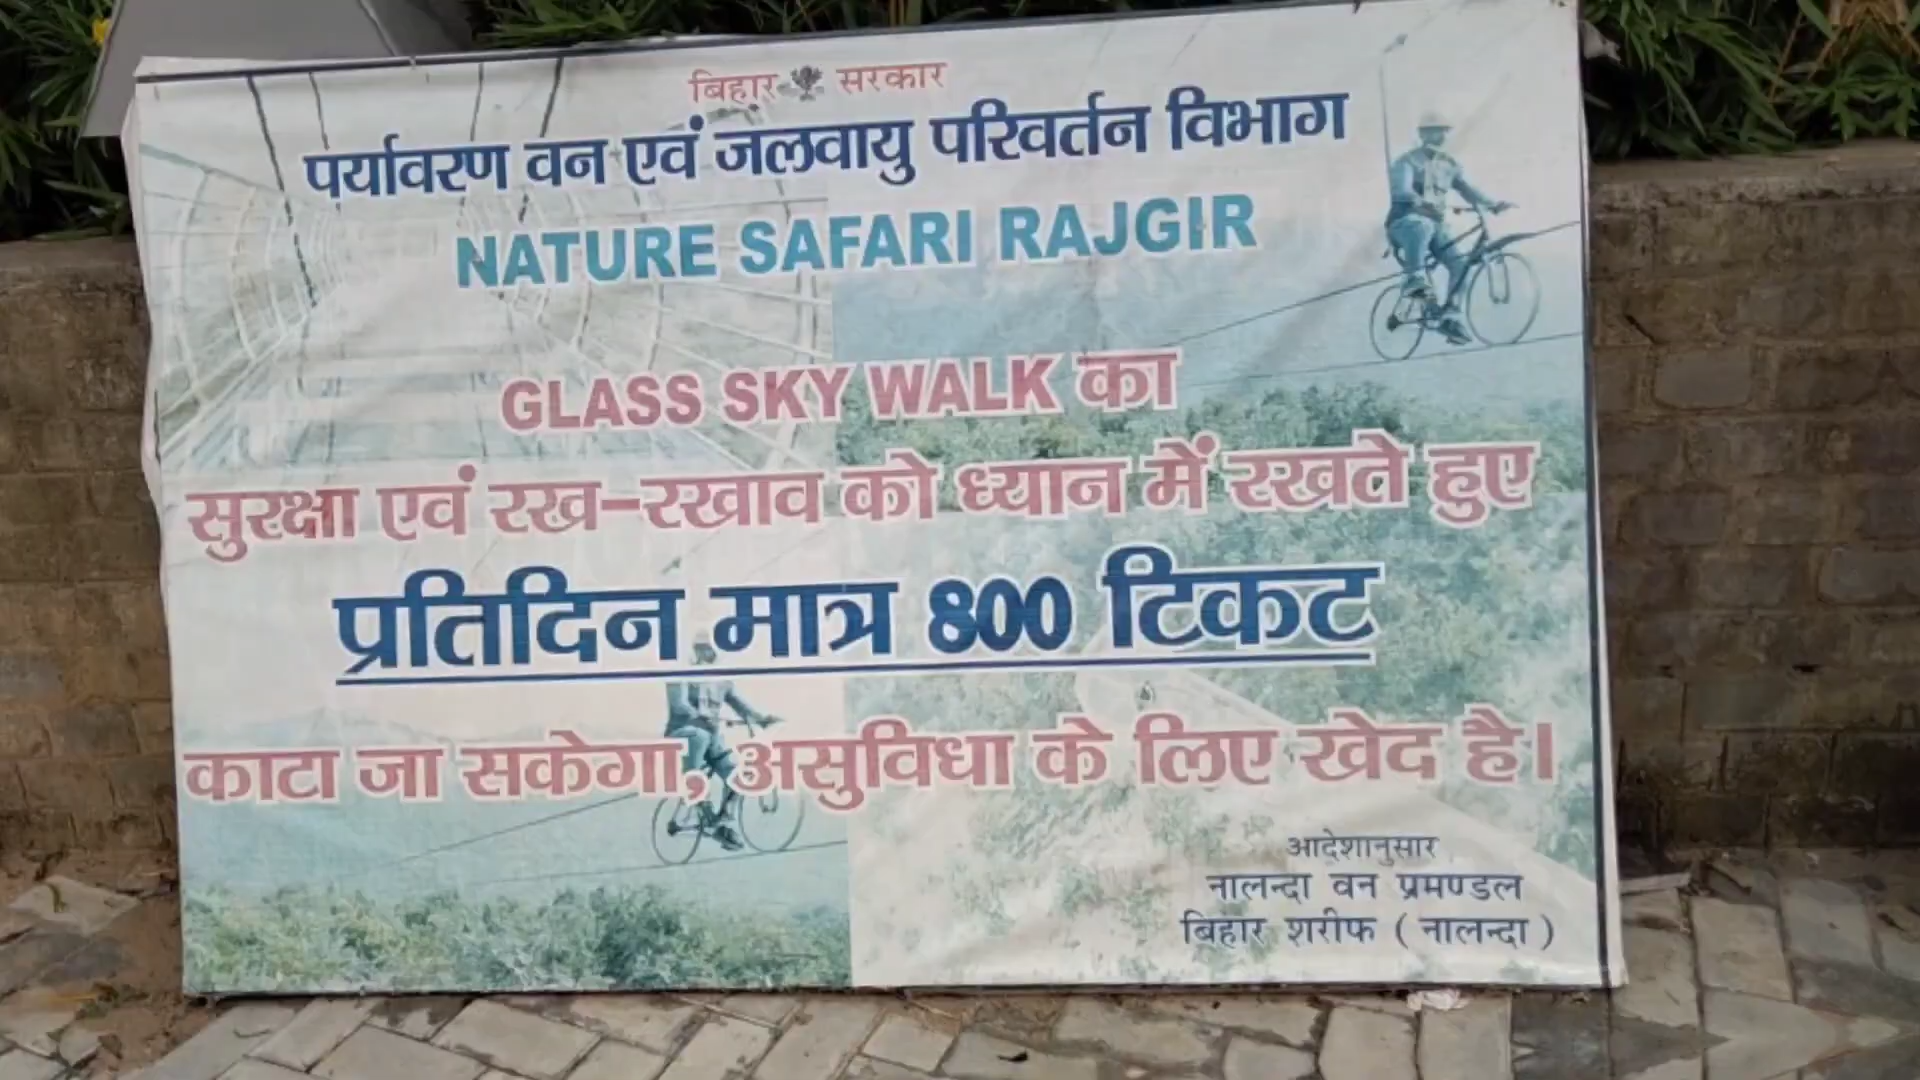 बिहार सरकार
पर्यावरण वन एवं जलवायु परिवर्तन विभाग
NATURE SAFARI RAJGIR
GLASS SKY WALK का
सुरक्षा एवं रख-रखाव को ध्यान में रखते हुए
प्रतिदिन मात्र 800 टिकट
काटा जा सकेगा, असुविधा के लिए खेद है।
आदेशानुसार
नालन्दा वन प्रमण्डल
बिहार शरीफ ( नालन्दा )